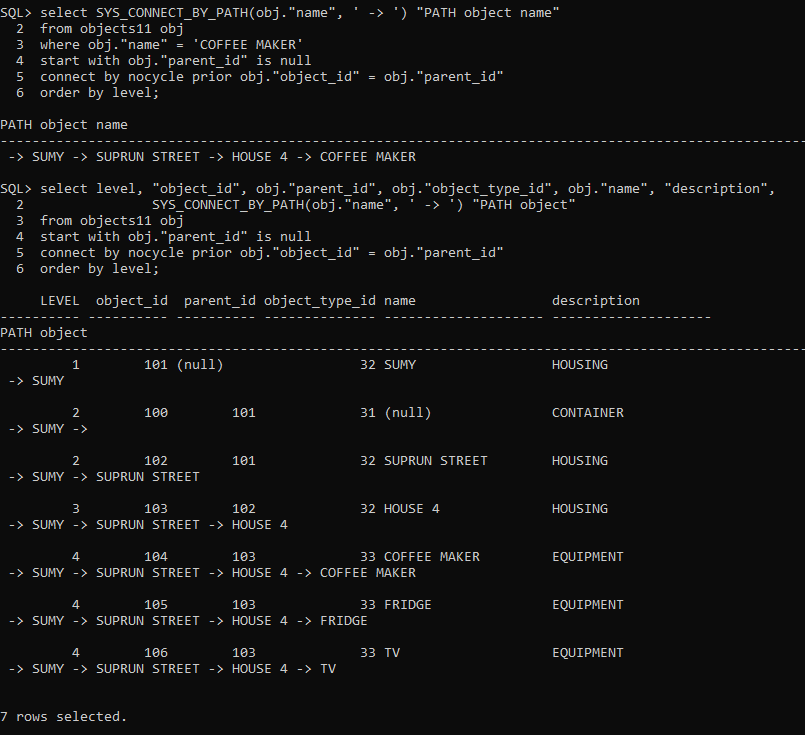 SQL> select SYS_CONNECT_BY_PATH(obj."name", ' -> ') "PATH object name"
  2  from objects11 obj
  3  where obj."name" = 'COFFEE MAKER'
  4  start with obj."parent_id" is null
  5  connect by nocycle prior obj."object_id" = obj."parent_id"
  6  order by level;
PATH object name
----------------------------------------------------------------------------------------------------
 -> SUMY -> SUPRUN STREET -> HOUSE 4 -> COFFEE MAKER
SQL> select level, "object_id", obj."parent_id", obj."object_type_id", obj."name", "description",
  2                SYS_CONNECT_BY_PATH(obj."name", ' -> ') "PATH object"
  3  from objects11 obj
  4  start with obj."parent_id" is null
  5  connect by nocycle prior obj."object_id" = obj."parent_id"
  6  order by level;
     LEVEL  object_id  parent_id object_type_id name                 description
---------- ---------- ---------- -------------- -------------------- --------------------
PATH object
----------------------------------------------------------------------------------------------------
         1        101 (null)                 32 SUMY                 HOUSING
 -> SUMY
         2        100        101             31 (null)               CONTAINER
 -> SUMY ->
         2        102        101             32 SUPRUN STREET        HOUSING
 -> SUMY -> SUPRUN STREET
         3        103        102             32 HOUSE 4              HOUSING
 -> SUMY -> SUPRUN STREET -> HOUSE 4
         4        104        103             33 COFFEE MAKER         EQUIPMENT
 -> SUMY -> SUPRUN STREET -> HOUSE 4 -> COFFEE MAKER
         4        105        103             33 FRIDGE               EQUIPMENT
 -> SUMY -> SUPRUN STREET -> HOUSE 4 -> FRIDGE
         4        106        103             33 TV                   EQUIPMENT
 -> SUMY -> SUPRUN STREET -> HOUSE 4 -> TV
7 rows selected.